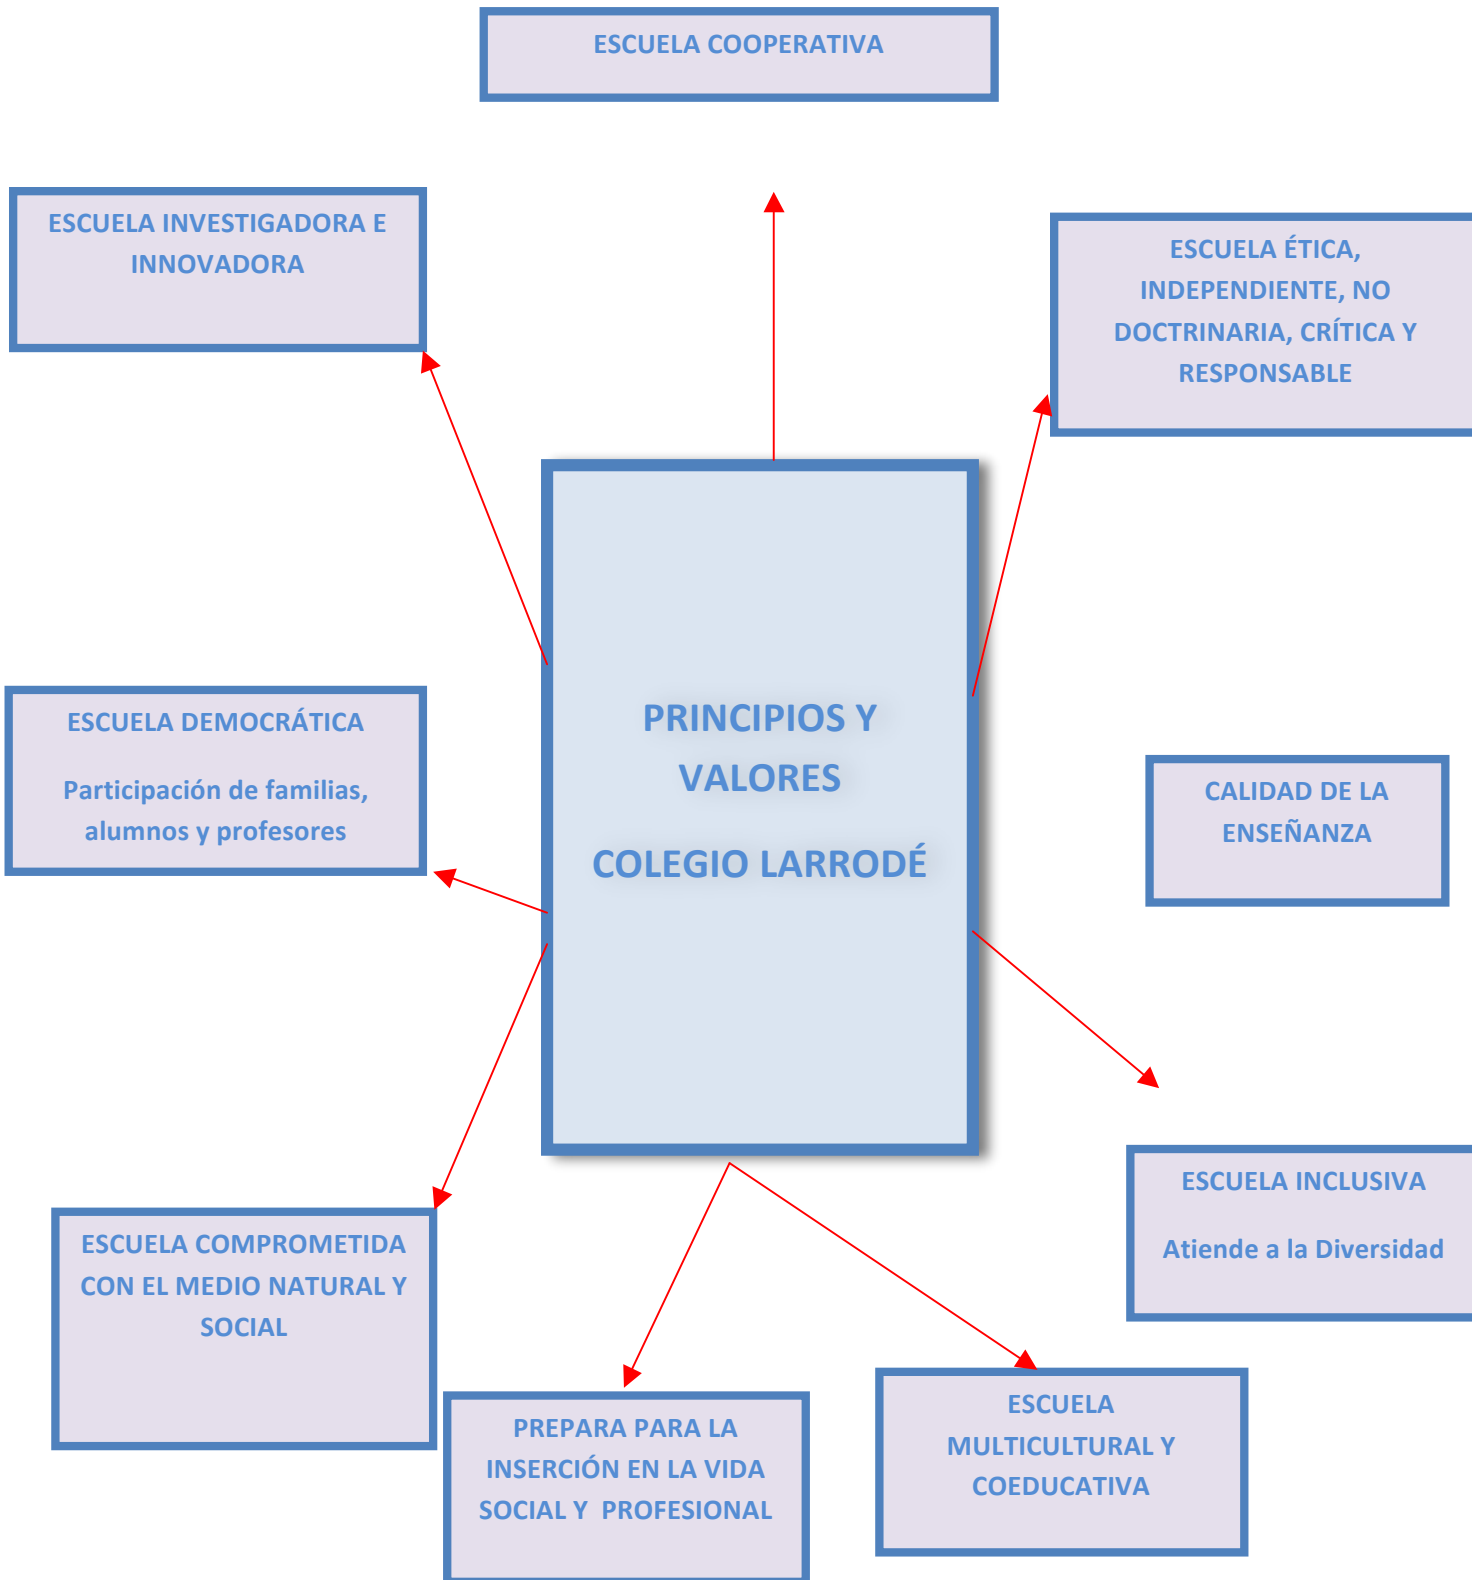 ESCUELA COOPERATIVA
ESCUELA INVESTIGADORA E
INNOVADORA
ESCUELA ÉTICA,
INDEPENDIENTE, NO
DOCTRINARIA, CRÍTICA Y
RESPONSABLE
PRINCIPIOS Y
VALORES
COLEGIO LARRODÉ
ESCUELA DEMOCRÁTICA
Participación de familias,
alumnos y profesores
CALIDAD DE LA
ENSEÑANZA
ESCUELA INCLUSIVA
Atiende a la Diversidad
ESCUELA COMPROMETIDA
CON EL MEDIO NATURAL Y
SOCIAL
PREPARA PARA LA
INSERCIÓN EN LA VIDA
SOCIAL Y PROFESIONAL
ESCUELA
MULTICULTURAL Y
COEDUCATIVA